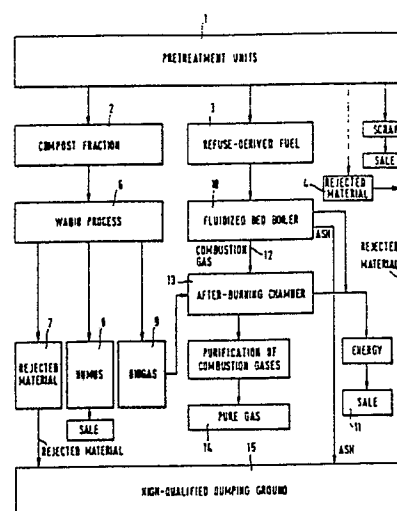 1
PRETREATMENT UNITS
2
COMPOST FRACTION
3
REFUSE-DERIVED FUEL
SCRAP
SALE
4
REJECTED
MATERIAL
6
WABIO PROCESS
10
FLUIDIZED BED BOILER
ASH
COMBUSTION
GAS
12
REJECTED
MATERIAL
13
AFTER-BURNING CHAMBER
7
REJECTED
MATERIAL
8
HUMUS
9
BIOGAS
PURIFICATION OF
COMBUSTION GASES
ENERGY
SALE
PURE GAS
SALE
11
REJECTED MATERIAL
14
15
ASH
HIGH-QUALIFIED DUMPING GROUND